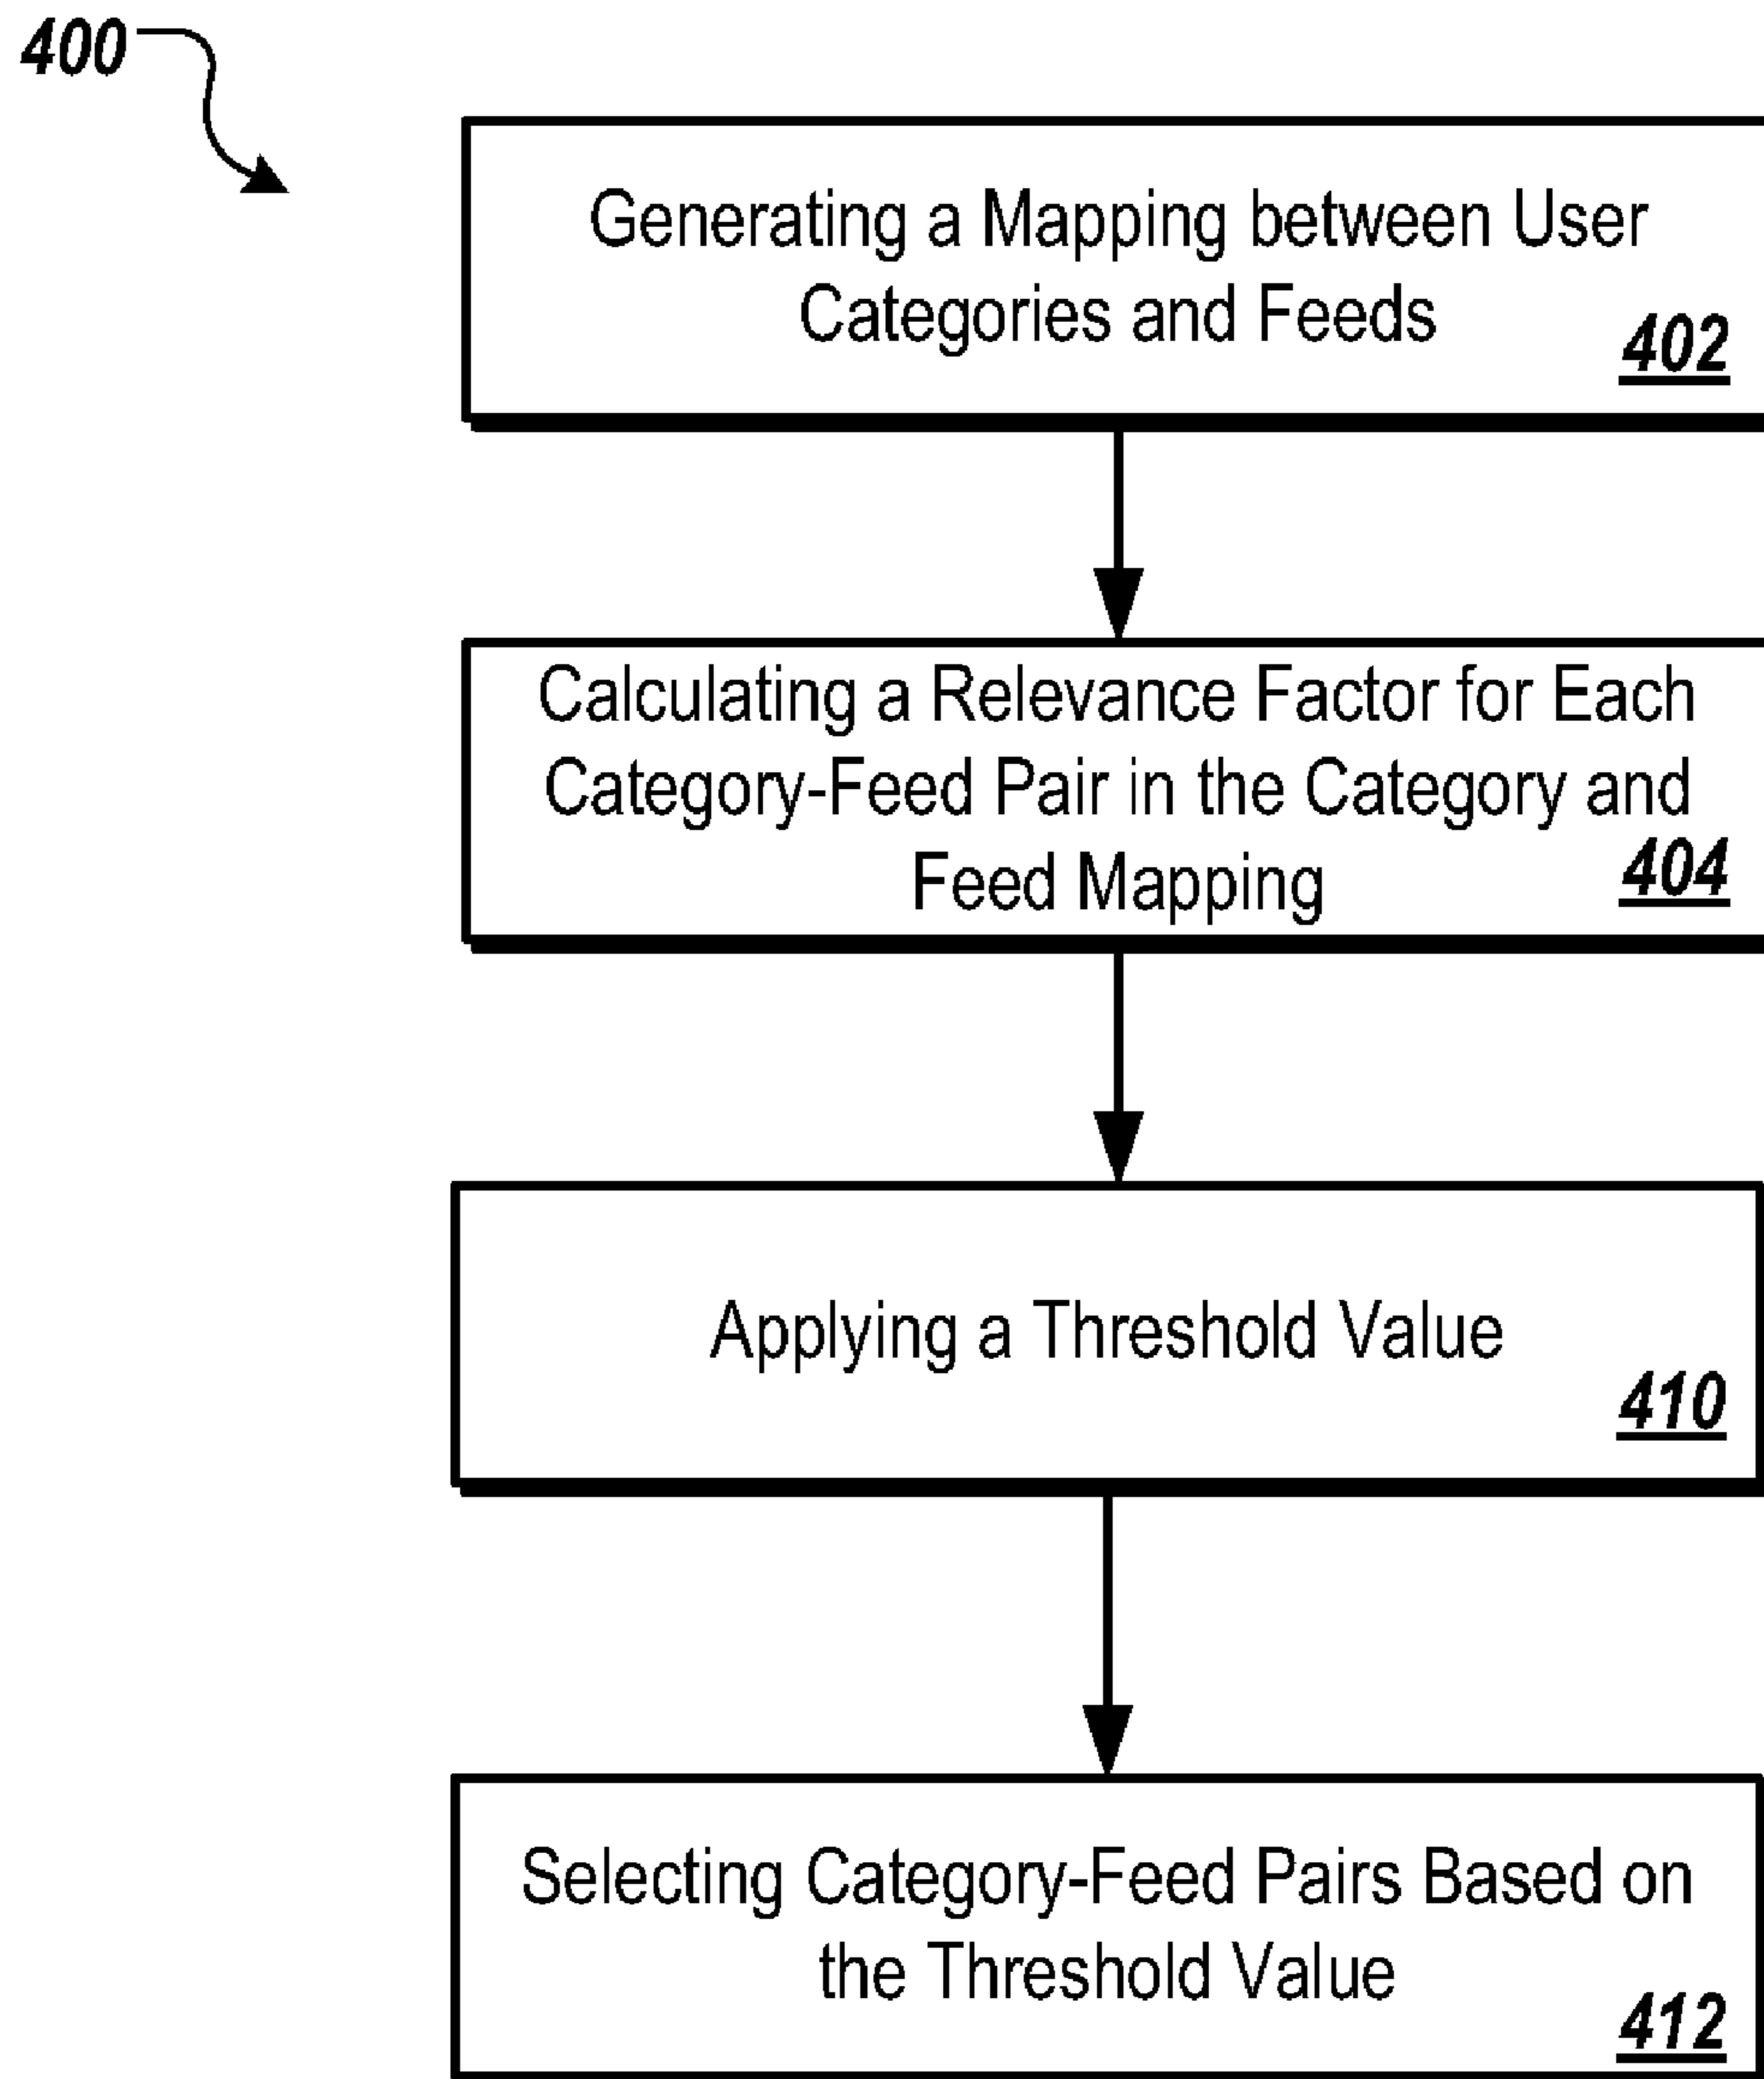 400
Generating a Mapping between User
Categories and Feeds
402
Calculating a Relevance Factor for Each
Category-Feed Pair in the Category and
Feed Mapping
404
Applying a Threshold Value
410
Selecting Category-Feed Pairs Based on
the Threshold Value
412